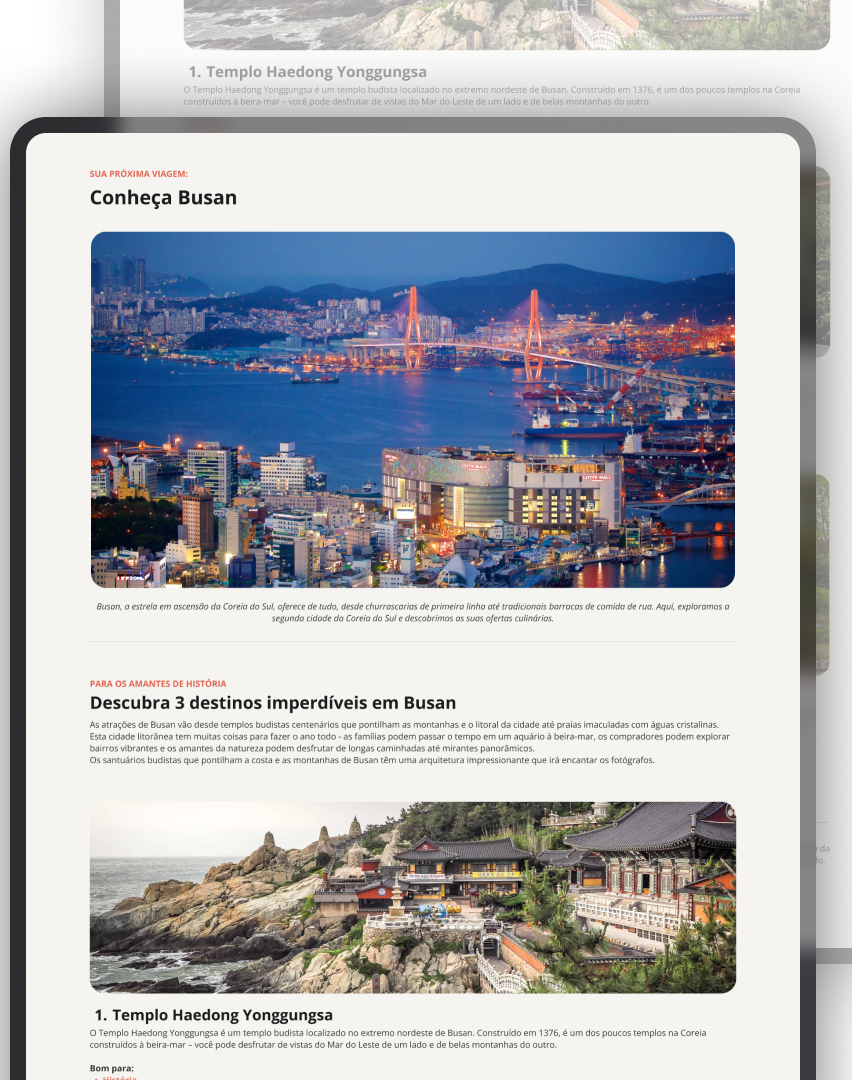 1. Templo Haedong Yonggungsa
O Templo Haedong Yonggungsa é um templo budista localizado no extremo nordeste de Busan. Construído em 1376, é um dos poucos templos na Coreia
construídos à beira-mar – você pode desfrutar de vistas do Mar do Leste de um lado e de belas montanhas do outro.
SUA PRÓXIMA VIAGEM:
Conheça Busan
LOTTE MALL
LOTTE MALL
Busan, a estrela em ascensão da Coreia do Sul, oferece de tudo, desde churrascarias de primeira linha até tradicionais barracas de comida de rua. Aqui, exploramos a
segunda cidade da Coreia do Sul e descobrimos as suas ofertas culinárias.
PARA OS AMANTES DE HISTÓRIA
Descubra 3 destinos imperdíveis em Busan
As atrações de Busan vão desde templos budistas centenários que pontilham as montanhas e o litoral da cidade até praias imaculadas com águas cristalinas.
Esta cidade litorânea tem muitas coisas para fazer o ano todo - as famílias podem passar o tempo em um aquário à beira-mar, os compradores podem explorar
bairros vibrantes e os amantes da natureza podem desfrutar de longas caminhadas até mirantes panorâmicos.
Os santuários budistas que pontilham a costa e as montanhas de Busan têm uma arquitetura impressionante que irá encantar os fotógrafos.
da
1. Templo Haedong Yonggungsa
O Templo Haedong Yonggungsa é um templo budista localizado no extremo nordeste de Busan. Construído em 1376, é um dos poucos templos na Coreia
construídos à beira-mar – você pode desfrutar de vistas do Mar do Leste de um lado e de belas montanhas do outro.
Bom para:
• História